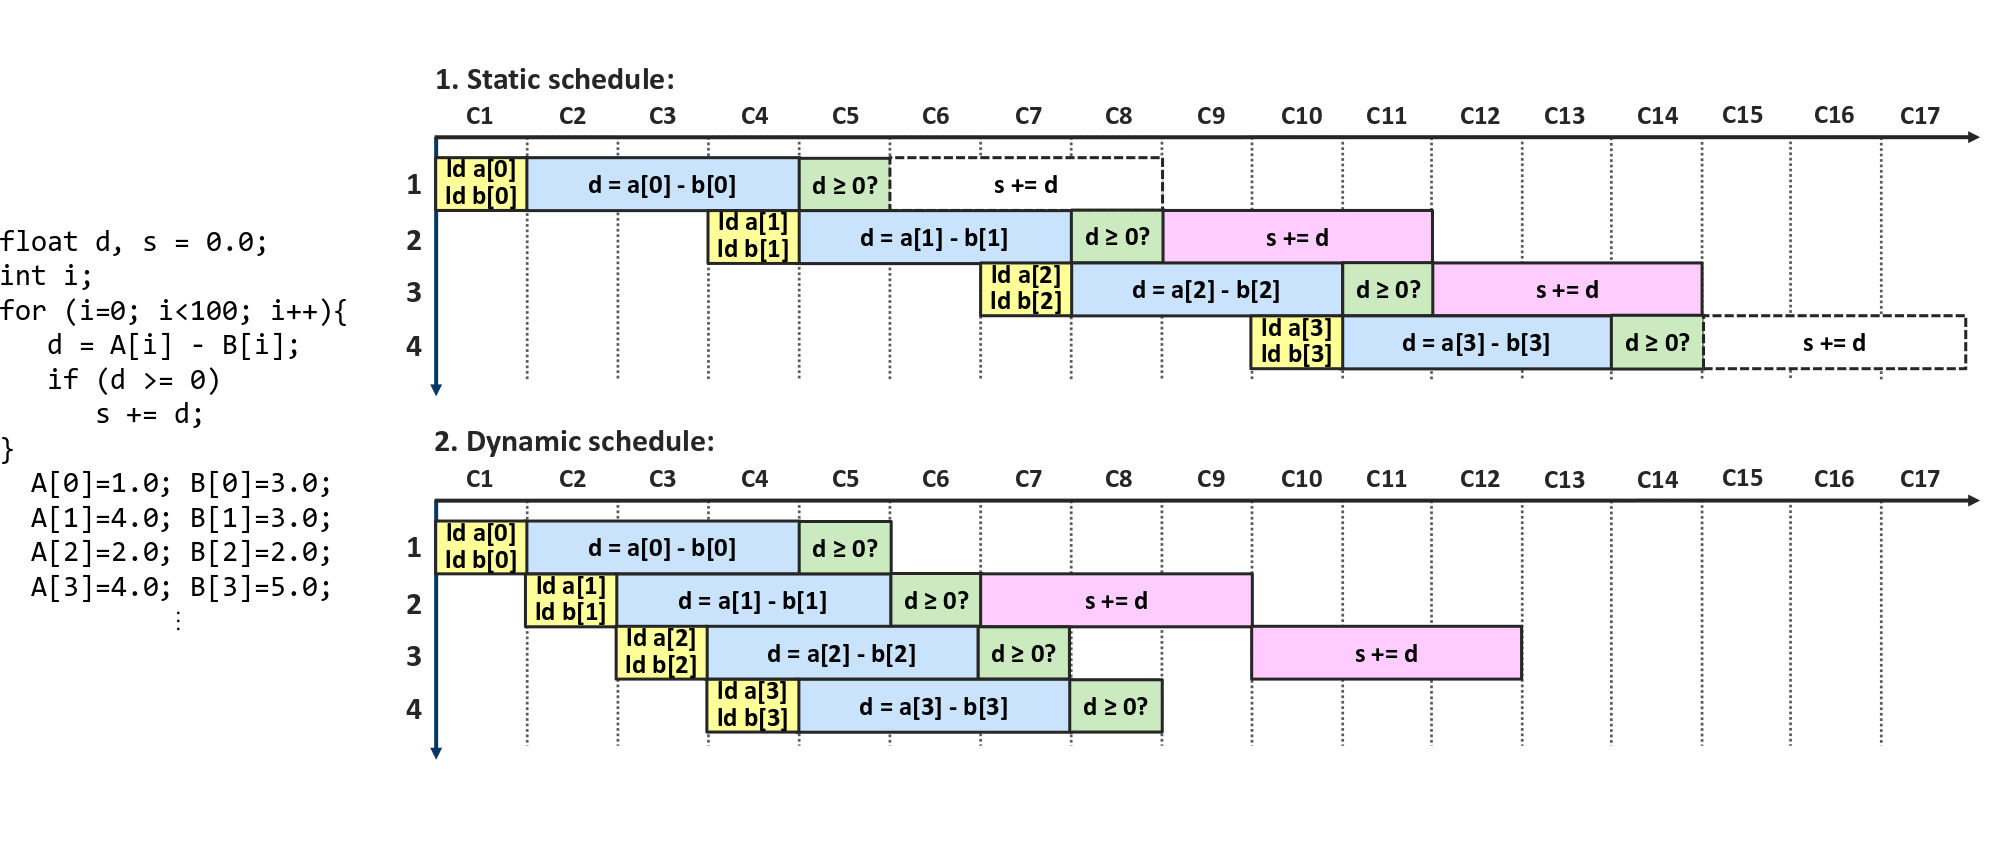 float d, s = 0.0;
int i;
for (i=0; i<100; i++){
d = A[i] - B[i];
if (d >= 0)
s += d;
}
A[0]=1.0; B[0]=3.0;
A[1]=4.0; B[1]=3.0;
A[2]=2.0; B[2]=2.0;
A[3]=4.0; B[3]=5.0;
⋮
1. Static schedule:
C1 C2 C3 C4 C5 C6 C7 C8 C9 C10 C11 C12 C13 C14 C15 C16 C17
1
ld a[0]
ld b[0]
d = a[0] - b[0]
d ≥ 0?
s += d
2
ld a[1]
ld b[1]
d = a[1] - b[1]
d ≥ 0?
s += d
3
ld a[2]
ld b[2]
d = a[2] - b[2]
d ≥ 0?
s += d
4
ld a[3]
ld b[3]
d = a[3] - b[3]
d ≥ 0?
s += d
2. Dynamic schedule:
C1 C2 C3 C4 C5 C6 C7 C8 C9 C10 C11 C12 C13 C14 C15 C16 C17
1
ld a[0]
ld b[0]
d = a[0] - b[0]
d ≥ 0?
2
ld a[1]
ld b[1]
d = a[1] - b[1]
d ≥ 0?
s += d
3
ld a[2]
ld b[2]
d = a[2] - b[2]
d ≥ 0?
s += d
4
ld a[3]
ld b[3]
d = a[3] - b[3]
d ≥ 0?